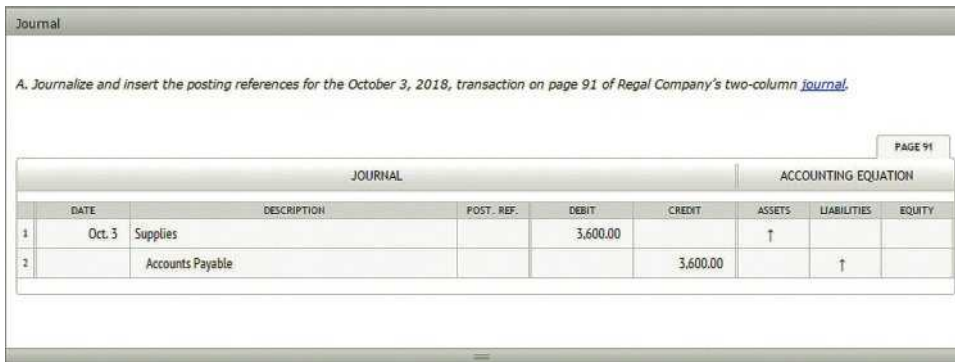 Journal
A. Journalize and insert the posting references for the October 3, 2018, transaction on page 91 of Regal Company's two-column journal.
PAGE 91
JOURNAL ACCOUNTING EQUATION
DATE DESCRIPTION POST. REF. DEBIT CREDIT ASSETS LIABILITIES EQUITY
1 Oct. 3 Supplies 3,600.00 ↑
2 Accounts Payable 3,600.00 ↑